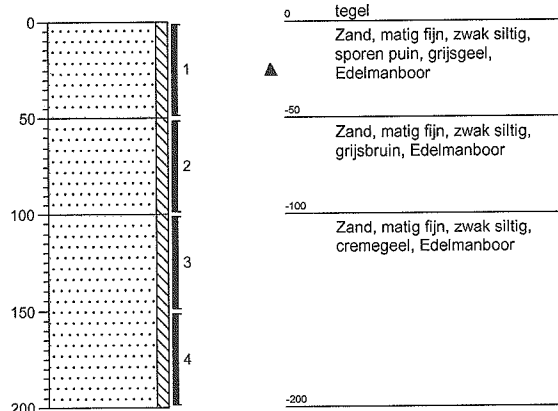 0
50
100
150
200
1
2
3
4
0
tegel
Zand, matig fijn, zwak siltig,
sporen puin, grijsgeel,
Edelmanboor
-50
Zand, matig fijn, zwak siltig,
grijsbruin, Edelmanboor
-100
Zand, matig fijn, zwak siltig,
cremegeel, Edelmanboor
-200